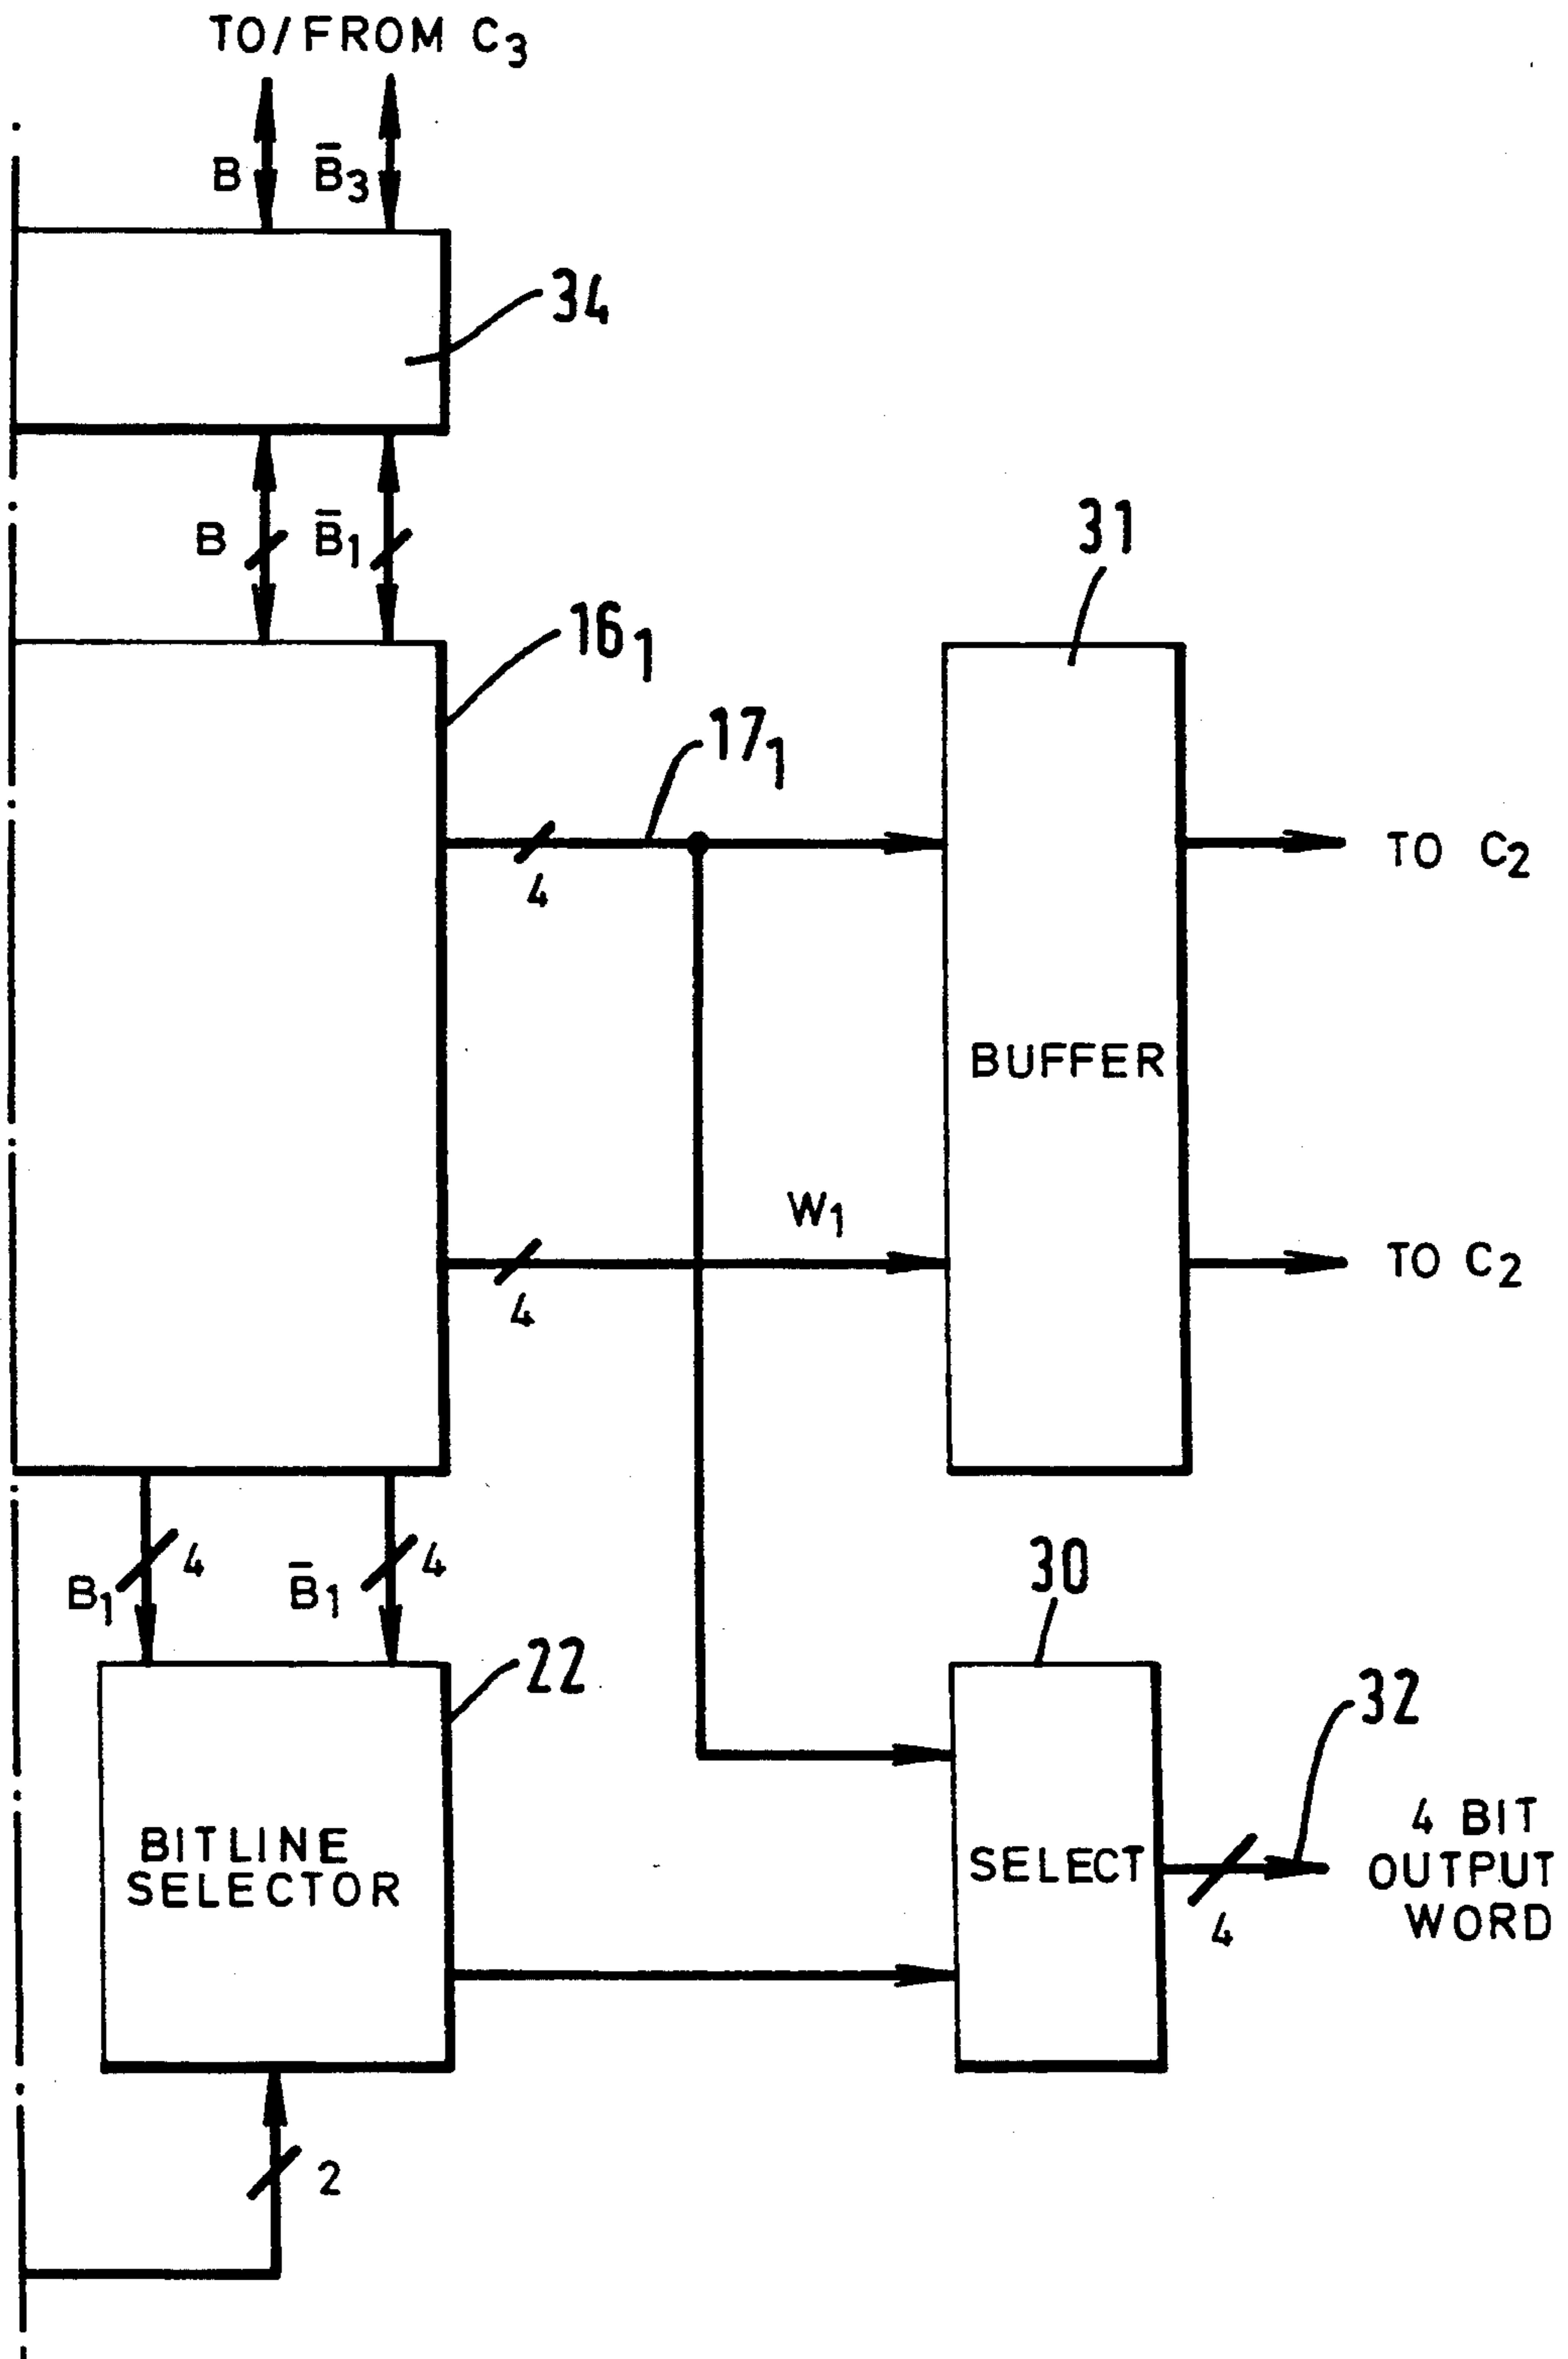 TO/FROM C₃
B B̄₃
34
B B̄₁
31
16₁
17₁
4
TO C₂
BUFFER
W₁
4
TO C₂
B₁ 4 B̄₁ 4
30
22
32
BITLINE
SELECTOR
SELECT
4
4 BIT
OUTPUT
WORD
2